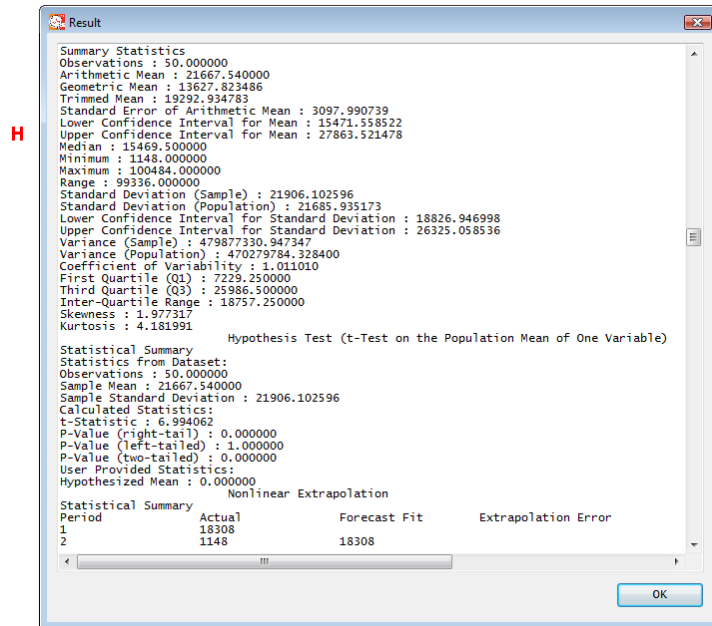 Result
Summary Statistics
Observations : 50.000000
Arithmetic Mean : 21667.540000
Geometric Mean : 13627.823486
Trimmed Mean : 19292.934783
Standard Error of Arithmetic Mean : 3097.990739
Lower Confidence Interval for Mean : 15471.558522
Upper Confidence Interval for Mean : 27863.521478
H
Median : 15469.500000
Minimum : 1148.000000
Maximum : 100484.000000
Range : 99336.000000
Standard Deviation (Sample) : 21906.102596
Standard Deviation (Population) : 21685.935173
Lower Confidence Interval for Standard Deviation : 18826.946998
Upper Confidence Interval for Standard Deviation : 26325.058536
Variance (Sample) : 479877330.947347
Variance (Population) : 470279784.328400
Coefficient of Variability : 1.011010
First Quartile (Q1) : 7229.250000
Third Quartile (Q3) : 25986.500000
Inter-Quartile Range : 18757.250000
Skewness : 1.977317
Kurtosis : 4.181991
Hypothesis Test (t-Test on the Population Mean of One Variable)
Statistical Summary
Statistics from Dataset:
Observations : 50.000000
Sample Mean : 21667.540000
Sample Standard Deviation : 21906.102596
Calculated Statistics:
t-Statistic : 6.994062
P-Value (right-tail) : 0.000000
P-Value (left-tailed) : 1.000000
P-Value (two-tailed) : 0.000000
User Provided Statistics:
Hypothesized Mean : 0.000000
Nonlinear Extrapolation
Statistical Summary
Period Actual Forecast Fit Extrapolation Error
1 18308
2 1148 18308
OK